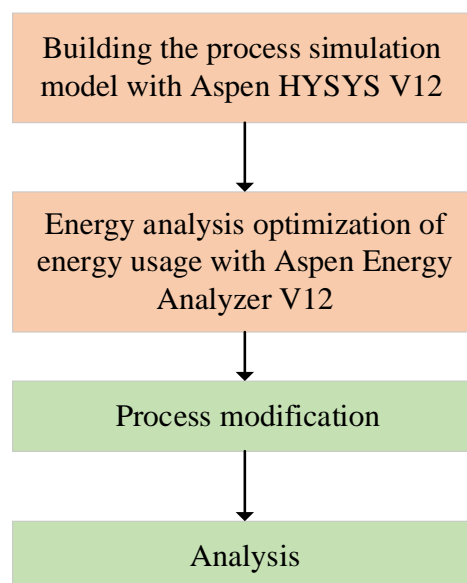 Building the process simulation
model with Aspen HYSYS V12
Energy analysis optimization of
energy usage with Aspen Energy
Analyzer V12
Process modification
Analysis